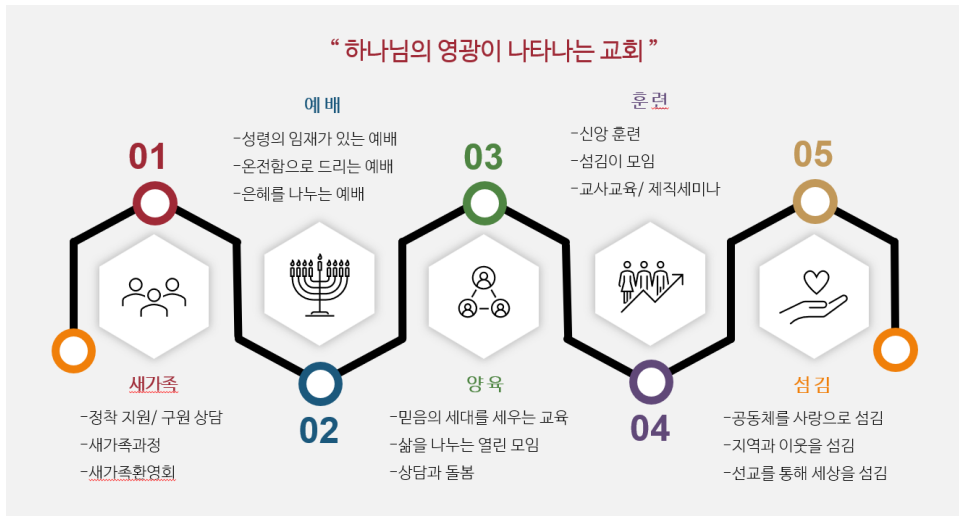 “ 하나님의 영광이 나타나는 교회 ”
01
새가족
-정착 지원/ 구원 상담
-새가족과정
-새가족환영회
예 배
-성령의 임재가 있는 예배
-온전함으로 드리는 예배
-은혜를 나누는 예배
02
03
양 육
-믿음의 세대를 세우는 교육
-삶을 나누는 열린 모임
-상담과 돌봄
훈 련
-신앙 훈련
-섬김이 모임
-교사교육/ 제직세미나
04
05
섬 김
-공동체를 사랑으로 섬김
-지역과 이웃을 섬김
-선교를 통해 세상을 섬김